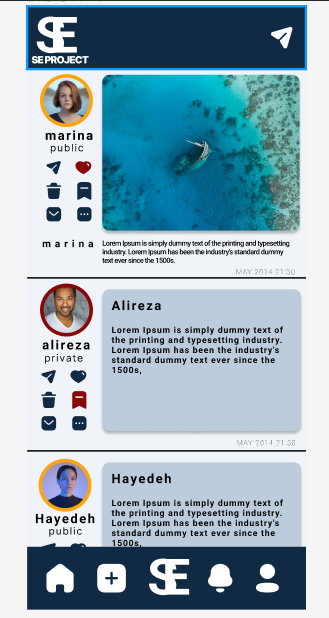 SE
SE PROJECT
marina
public
marina
Lorem Ipsum is simply dummy text of the printing and typesetting
industry. Lorem Ipsum has been the industry's standard dummy
text ever since the 1500s.
MAY 2014 21:30
Alireza
private
Alireza
Lorem Ipsum is simply dummy text of
the printing and typesetting industry.
Lorem Ipsum has been the industry's
standard dummy text ever since the
1500s,
MAY 2014 21:30
Hayedeh
public
Hayedeh
Lorem Ipsum is simply dummy text of
the printing and typesetting industry.
Lorem Ipsum has been the industry's
standard dummy text ever since the
1500s,
SE